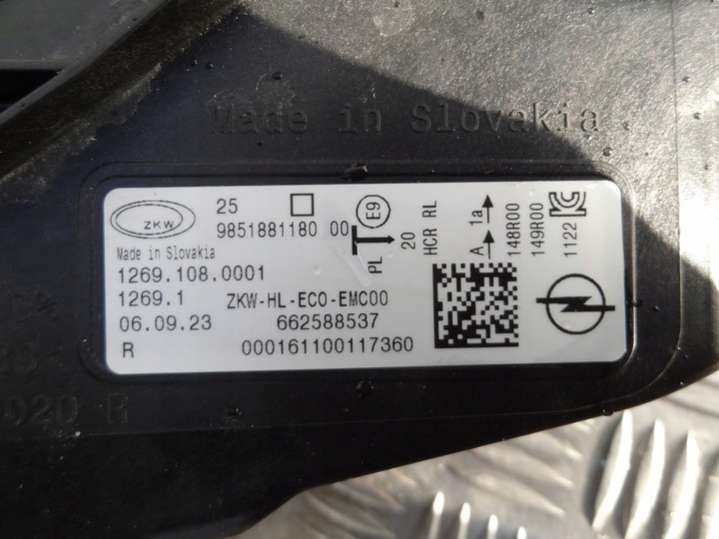 Made in Slovakia
ZKW
25
9851881180 00
Made in Slovakia
1269.108.0001
1269.1
ZKW-HL-ECO-EMC00
06.09.23
662588537
R
000161100117360
E9
PL
20
HCR RL
A 1a
148R00
149R00
1122
020 R